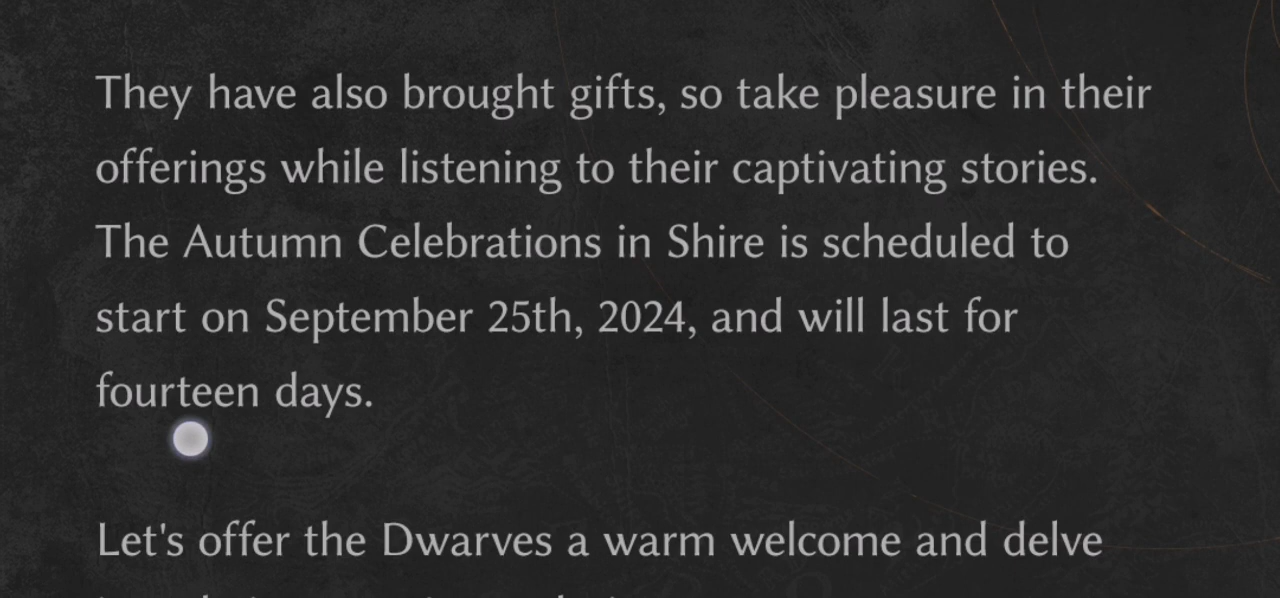 They have also brought gifts, so take pleasure in their
offerings while listening to their captivating stories.
The Autumn Celebrations in Shire is scheduled to
start on September 25th, 2024, and will last for
fourteen days.
Let's offer the Dwarves a warm welcome and delve